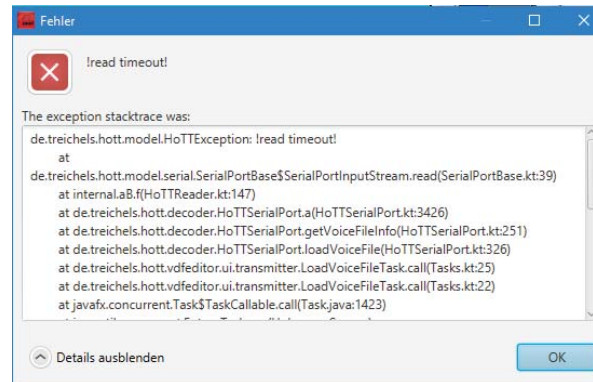 Fehler
!read timeout!
The exception stacktrace was:
de.treichels.hott.model.HoTTException: !read timeout!
at
de.treichels.hott.model.serial.SerialPortBase$SerialPortInputStream.read(SerialPortBase.kt:39)
at internal.aB.f(HoTTReader.kt:147)
at de.treichels.hott.decoder.HoTTSerialPort.a(HoTTSerialPort.kt:3426)
at de.treichels.hott.decoder.HoTTSerialPort.getVoiceFileInfo(HoTTSerialPort.kt:251)
at de.treichels.hott.decoder.HoTTSerialPort.loadVoiceFile(HoTTSerialPort.kt:326)
at de.treichels.hott.vdfeditor.ui.transmitter.LoadVoiceFileTask.call(Tasks.kt:25)
at de.treichels.hott.vdfeditor.ui.transmitter.LoadVoiceFileTask.call(Tasks.kt:22)
at javafx.concurrent.Task$TaskCallable.call(Task.java:1423)
Details ausblenden
OK